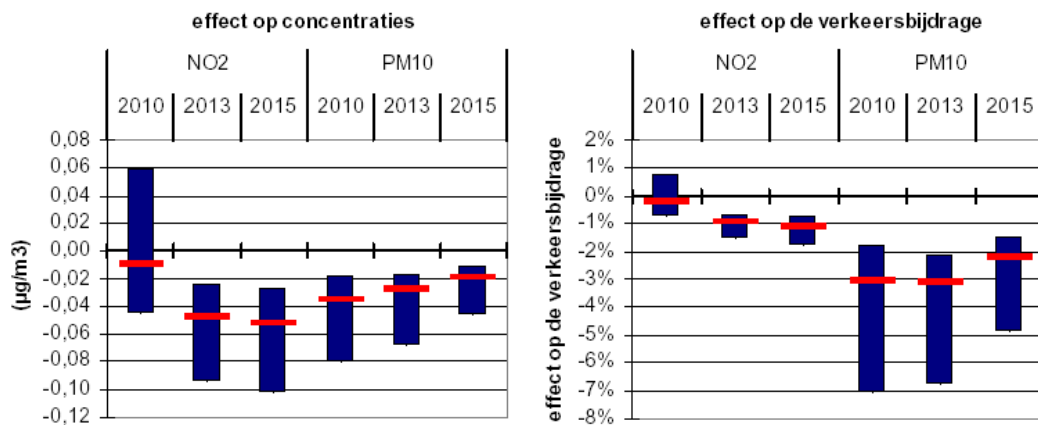 effect op concentraties
NO2 PM10
2010 2013 2015 2010 2013 2015
(µg/m3)
0,08
0,06
0,04
0,02
0,00
-0,02
-0,04
-0,06
-0,08
-0,10
-0,12
effect op de verkeersbijdrage
NO2 PM10
2010 2013 2015 2010 2013 2015
effect op de verkeersbijdrage
2%
1%
0%
-1%
-2%
-3%
-4%
-5%
-6%
-7%
-8%